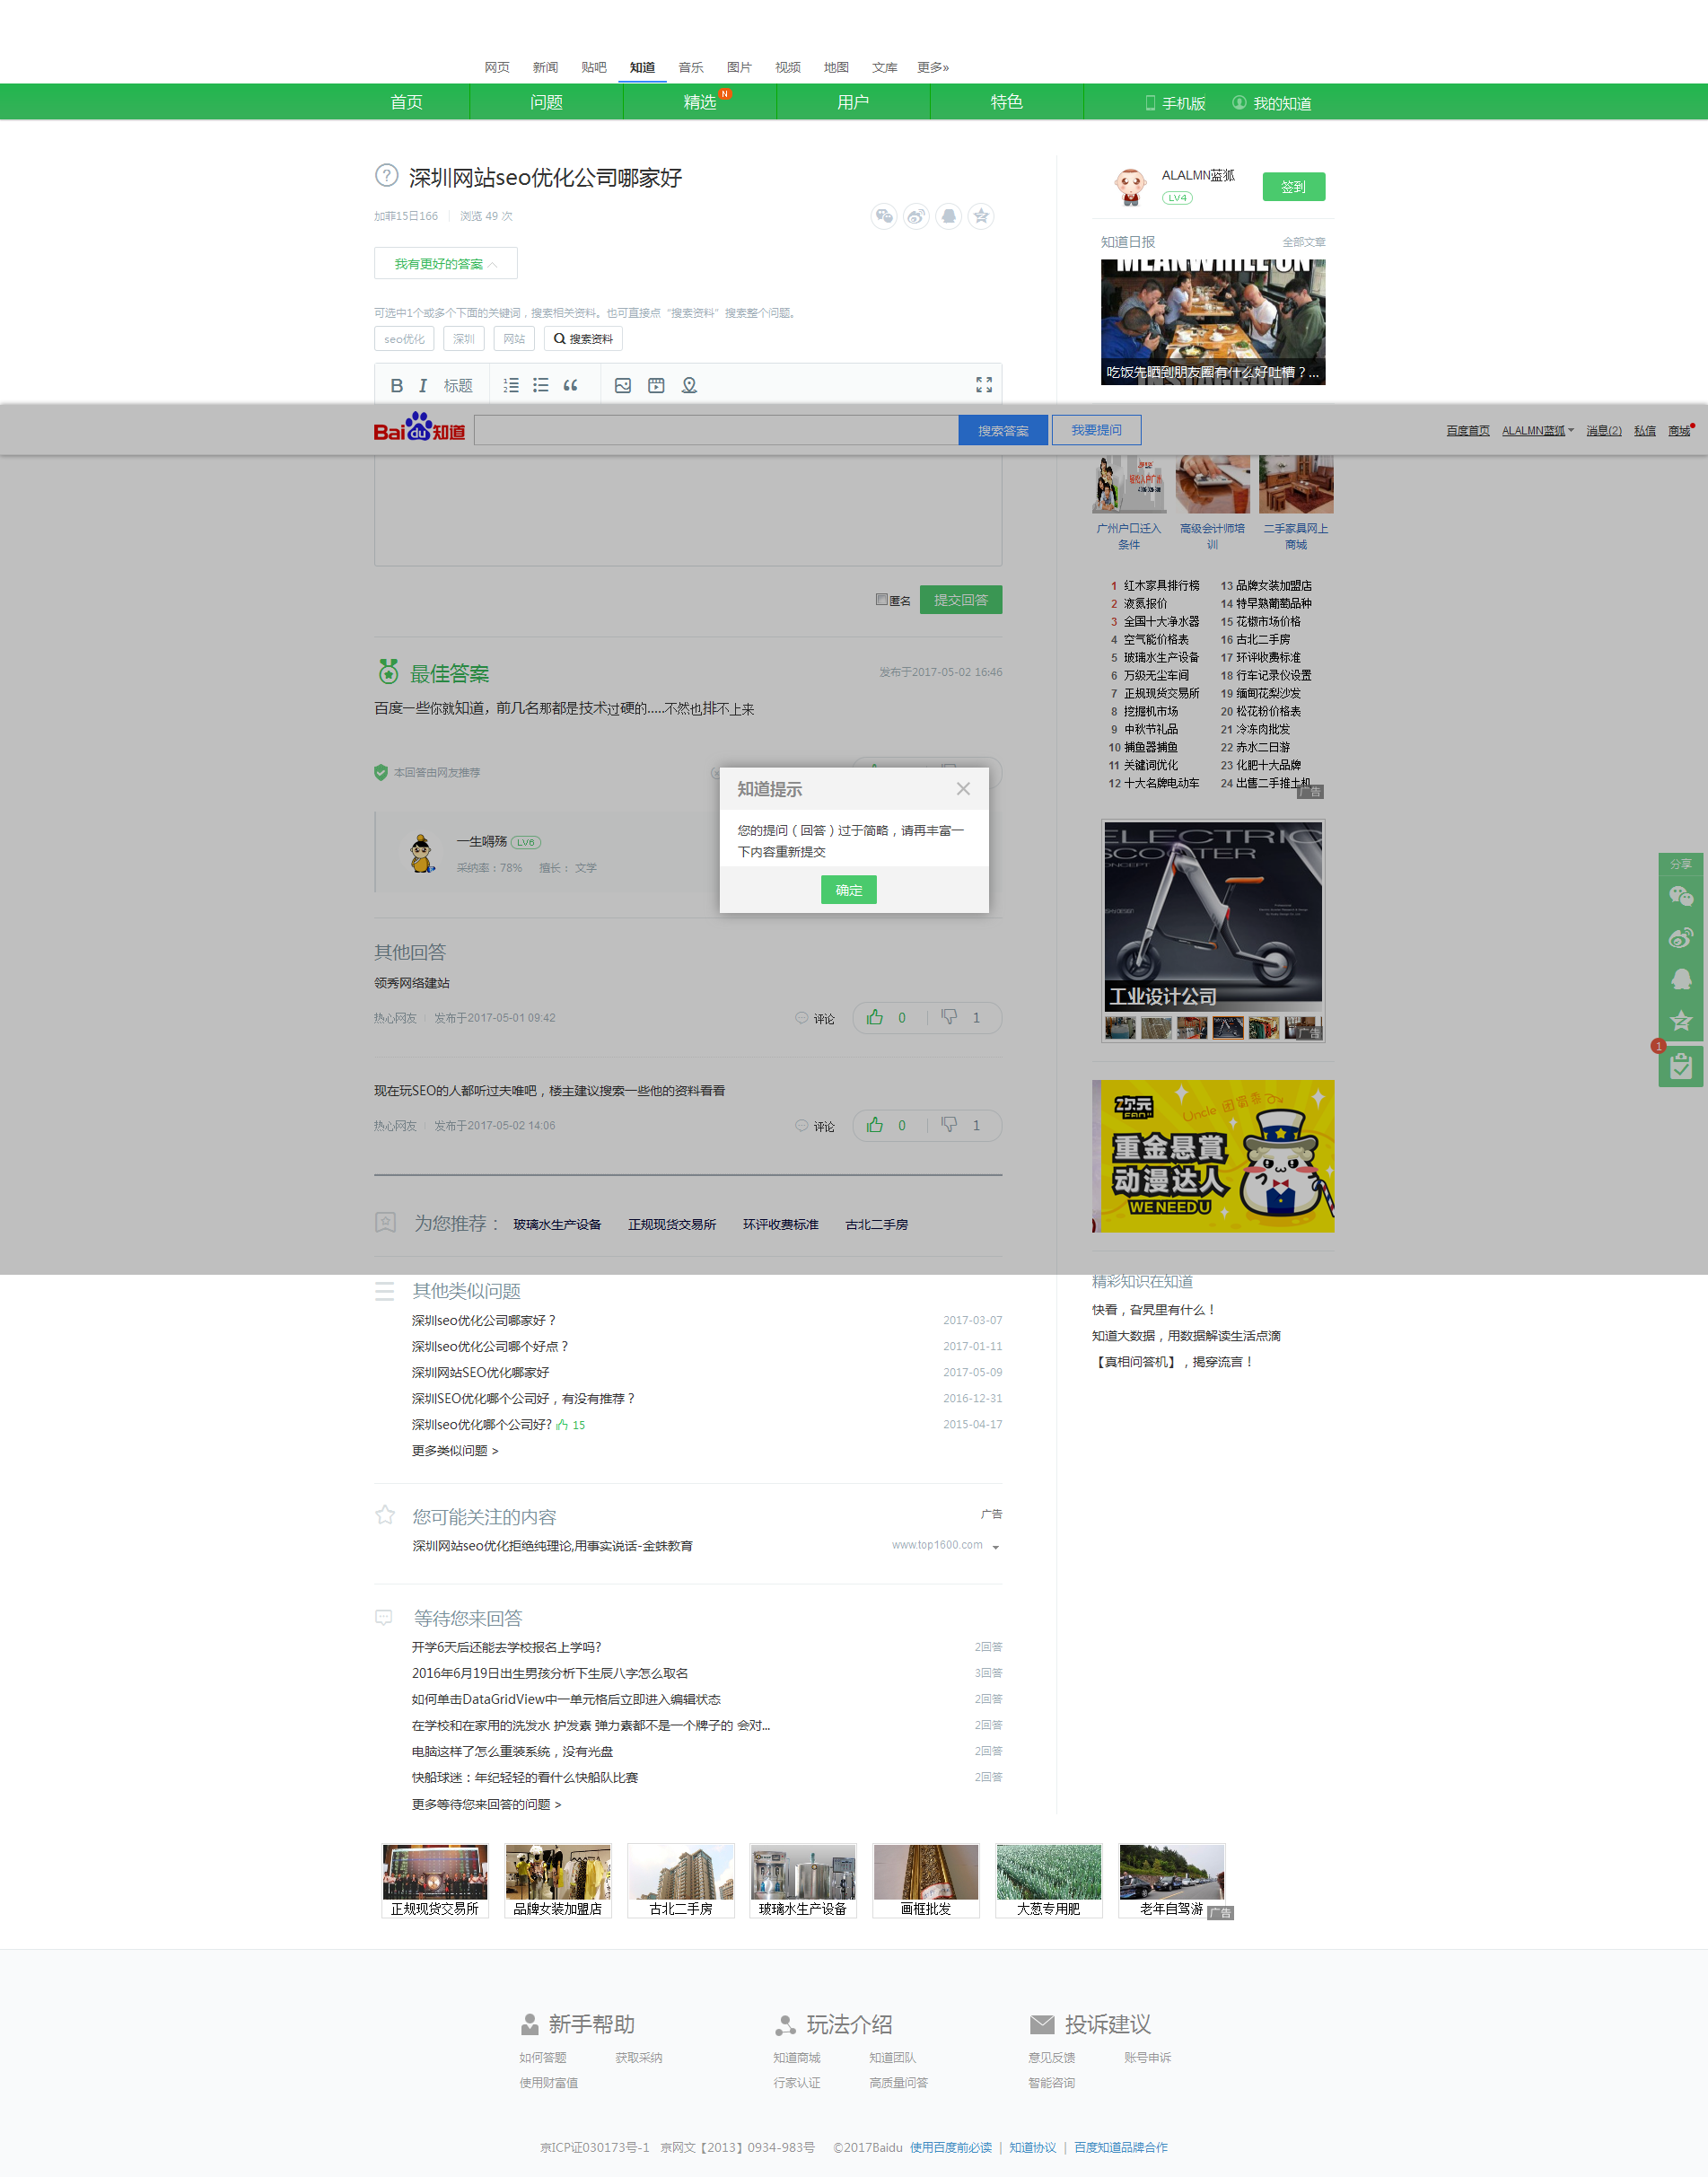 网页 新闻 贴吧 知道 音乐 图片 视频 地图 文库 更多»
首页 问题 精选 N 用户 特色 手机版 我的知道
深圳网站seo优化公司哪家好
加菲15日166 浏览 49 次
我有更好的答案
可选中1个或多个下面的关键词，搜索相关资料。也可直接点“搜索资料”搜索整个问题。
seo优化 深圳 网站 搜索资料
B I 标题
ALALMN蓝狐
LV4
签到
知道日报 全部文章
MEANWHILE ON
吃饭先晒到朋友圈有什么好吐槽？...
Baidu知道 搜索答案 我要提问 百度首页 ALALMN蓝狐 消息(2) 私信 商城
匿名 提交回答
最佳答案 发布于2017-05-02 16:46
百度一些你就知道，前几名那都是技术过硬的.....不然也排不上来
本回答由网友推荐
一生嘚殇 LV6
采纳率：78% 擅长： 文学
知道提示
您的提问（回答）过于简略，请再丰富一
下内容重新提交
确定
其他回答
领秀网络建站
热心网友 发布于2017-05-01 09:42 评论 0 1
现在玩SEO的人都听过夫唯吧，楼主建议搜索一些他的资料看看
热心网友 发布于2017-05-02 14:06 评论 0 1
为您推荐： 玻璃水生产设备 正规现货交易所 环评收费标准 古北二手房
广州户口迁入 高级会计师培 二手家具网上
条件 训 商城
1 红木家具排行榜 13 品牌女装加盟店
2 液氮报价 14 特早熟葡萄品种
3 全国十大净水器 15 花椒市场价格
4 空气能价格表 16 古北二手房
5 玻璃水生产设备 17 环评收费标准
6 万级无尘车间 18 行车记录仪设置
7 正规现货交易所 19 缅甸花梨沙发
8 挖掘机市场 20 松花粉价格表
9 中秋节礼品 21 冷冻肉批发
10 捕鱼器捕鱼 22 赤水二日游
11 关键词优化 23 化肥十大品牌
12 十大名牌电动车 24 出售二手推土机
广告
ELECTRIC
SCOOTER
CONCEPT
工业设计公司
广告
分享
1
次元
Uncle 团霸卖
重金悬赏
动漫达人
WE NEED U
精彩知识在知道
快看，旮旯里有什么！
知道大数据，用数据解读生活点滴
【真相问答机】，揭穿流言！
其他类似问题
深圳seo优化公司哪家好？ 2017-03-07
深圳seo优化公司哪个好点？ 2017-01-11
深圳网站SEO优化哪家好 2017-05-09
深圳SEO优化哪个公司好，有没有推荐？ 2016-12-31
深圳seo优化哪个公司好? 15 2015-04-17
更多类似问题 >
您可能关注的内容 广告
深圳网站seo优化拒绝纯理论,用事实说话-金蛛教育 www.top1600.com
等待您来回答
开学6天后还能去学校报名上学吗? 2回答
2016年6月19日出生男孩分析下生辰八字怎么取名 3回答
如何单击DataGridView中一单元格后立即进入编辑状态 2回答
在学校和在家用的洗发水 护发素 弹力素都不是一个牌子的 会对... 2回答
电脑这样了怎么重装系统，没有光盘 2回答
快船球迷：年纪轻轻的看什么快船队比赛 2回答
更多等待您来回答的问题 >
正规现货交易所 品牌女装加盟店 古北二手房 玻璃水生产设备 画框批发 大葱专用肥 老年自驾游 广告
新手帮助 玩法介绍 投诉建议
如何答题 获取采纳 知道商城 知道团队 意见反馈 账号申诉
使用财富值 行家认证 高质量问答 智能咨询
京ICP证030173号-1 京网文【2013】0934-983号 ©2017Baidu 使用百度前必读 | 知道协议 | 百度知道品牌合作